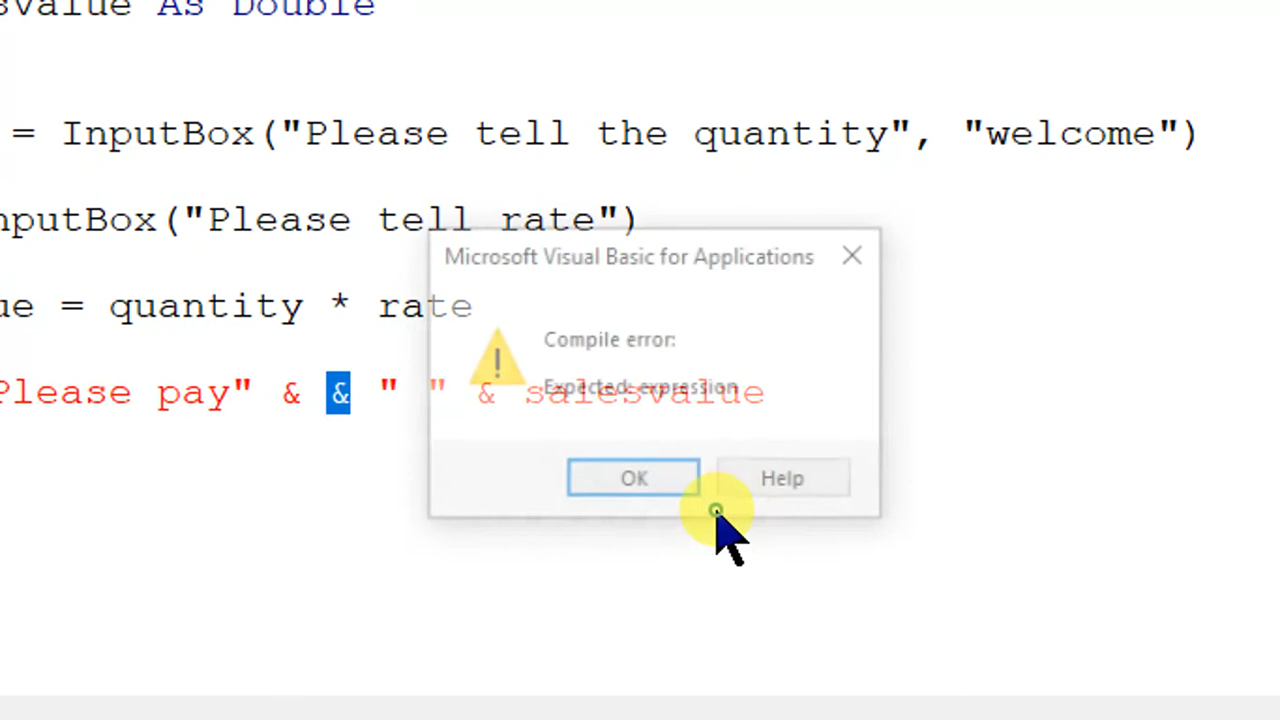 svalue As Double
= InputBox("Please tell the quantity", "welcome")
nputBox("Please tell rate")
ue = quantity * rate
Please pay" & & " " & salesvalue
Microsoft Visual Basic for Applications
Compile error:
Expected: expression
OK
Help